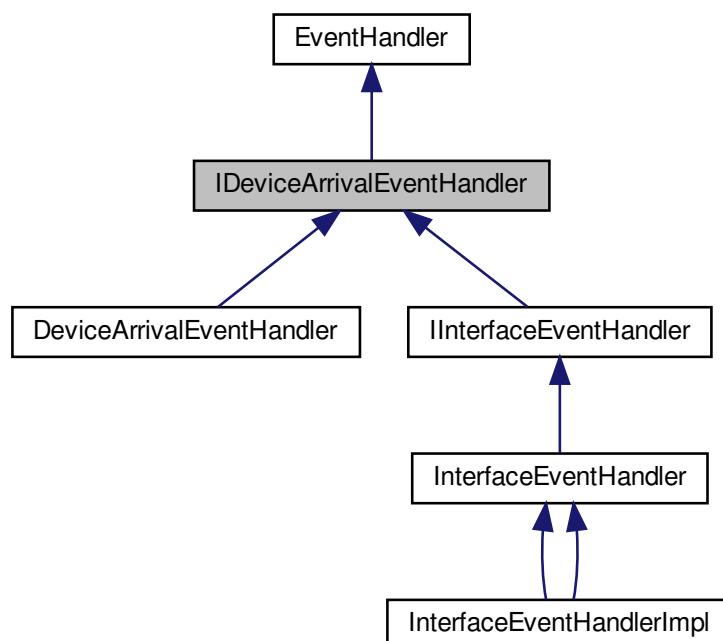 EventHandler
IDeviceArrivalEventHandler
DeviceArrivalEventHandler
IInterfaceEventHandler
InterfaceEventHandler
InterfaceEventHandlerImpl